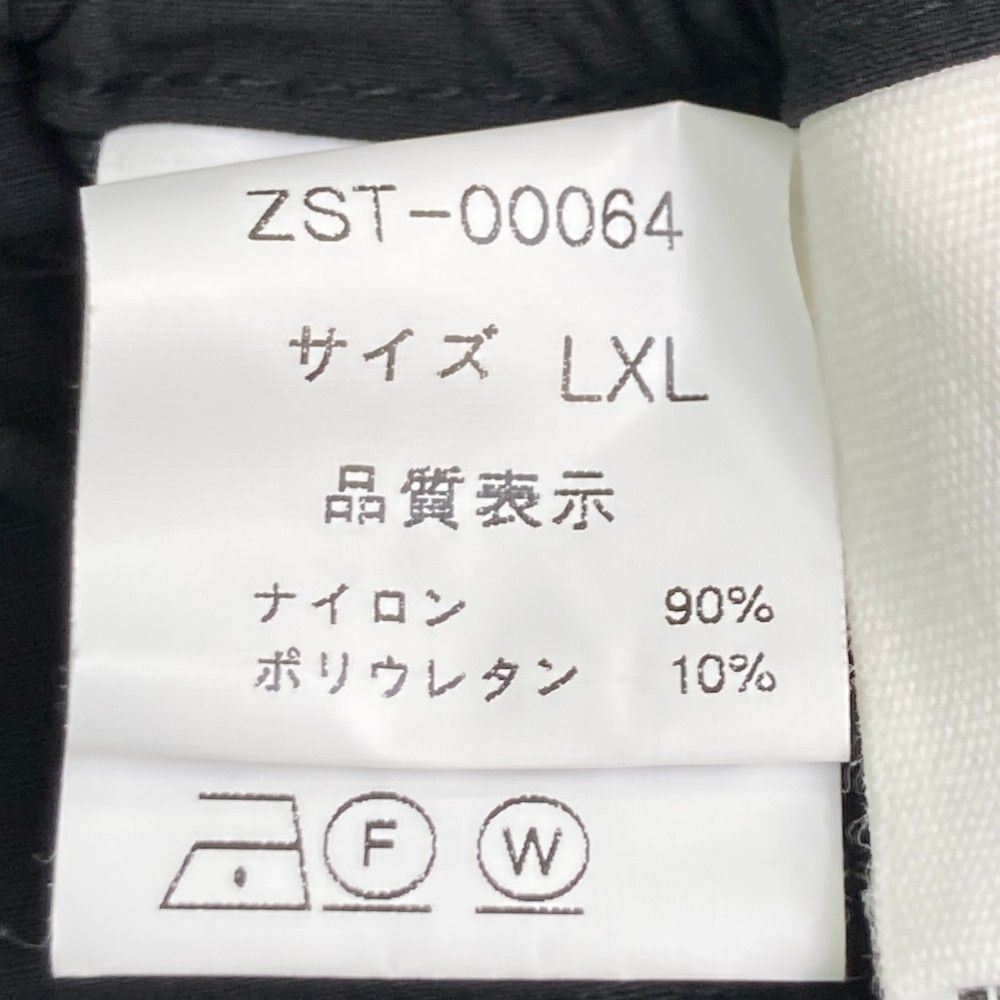 ZST-00064
サイズ LXL
品質表示
ナイロン 90%
ポリウレタン 10%
F W